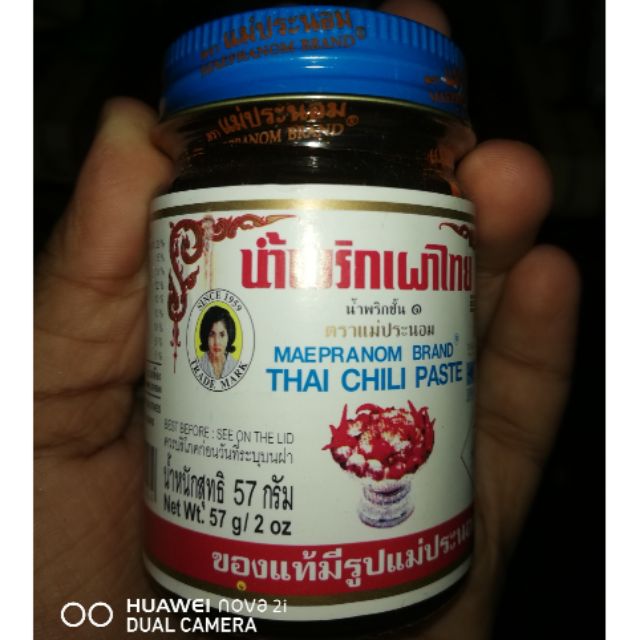 ตรา แม่ประนอม
MAEPRANOM BRAND
ตรา แม่ประนอม ๑
MAEPRANOM BRAND
น้ำพริกเผาไทย
น้ำพริกชั้น ๑
ตราแม่ประนอม
SINCE 1959
TRADE MARK
MAEPRANOM BRAND®
THAI CHILI PASTE
BEST BEFORE : SEE ON THE LID
ควรบริโภคก่อนวันที่ระบุบนฝา
น้ำหนักสุทธิ 57 กรัม
Net Wt. 57 g/ 2 oz
ของแท้มีรูปแม่ประนอ
HUAWEI nova 2i
DUAL CAMERA